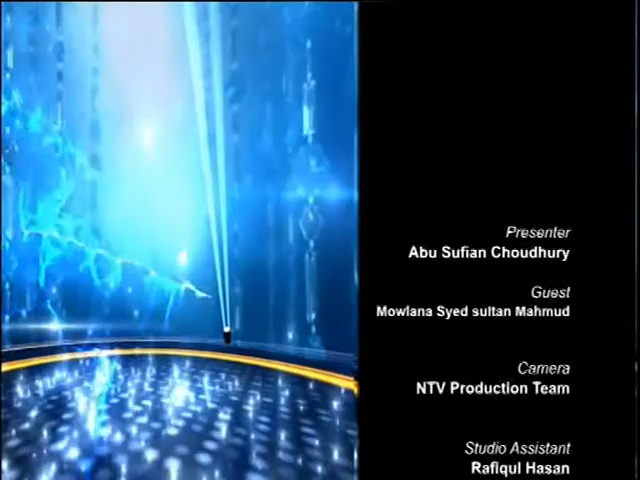 Presenter
Abu Sufian Choudhury
Guest
Mowlana Syed sultan Mahmud
Camera
NTV Production Team
Studio Assistant
Rafiqul Hasan